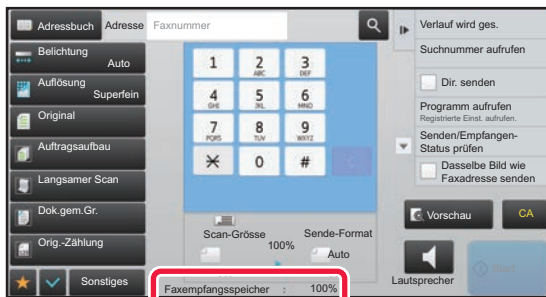 Adressbuch
Adresse
Faxnummer
Belichtung
Auto
Auflösung
Superfein
Original
Auftragsaufbau
Langsamer Scan
Dok.gem.Gr.
Orig.-Zählung
Sonstiges
1
2
ABC
3
DEF
4
GHI
5
JKL
6
MNO
7
PQRS
8
TUV
9
WXYZ
0
#
C
Scan-Grösse
100%
Sende-Format
Auto
Faxempfangsspeicher : 100%
Verlauf wird ges.
Suchnummer aufrufen
Dir. senden
Programm aufrufen
Registrierte Einst. aufrufen.
Senden/Empfangen-
Status prüfen
Dasselbe Bild wie
Faxadresse senden
Vorschau
CA
Lautsprecher
Start